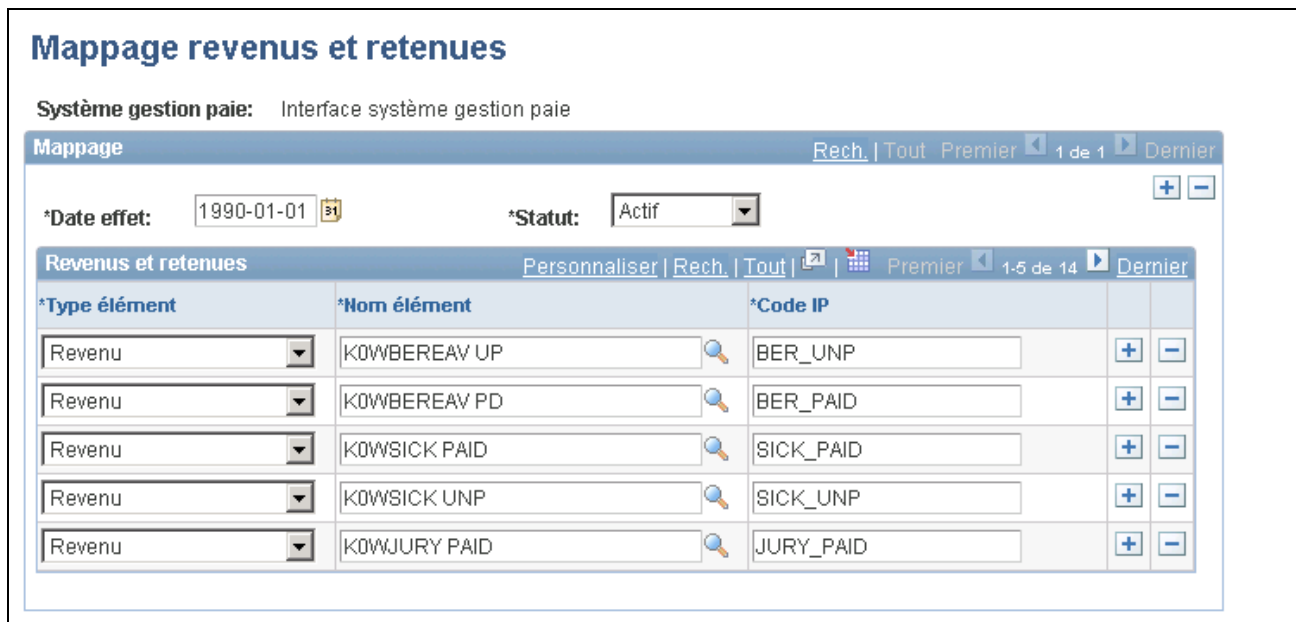 Mappage revenus et retenues
Système gestion paie: Interface système gestion paie
Mappage Rech. | Tout Premier 1 de 1 Dernier
*Date effet: 1990-01-01 31 *Statut: Actif
Revenus et retenues Personnaliser | Rech. | Tout | | Premier 1-5 de 14 Dernier
*Type élément *Nom élément *Code IP
Revenu K0WBEREAV UP BER_UNP
Revenu K0WBEREAV PD BER_PAID
Revenu K0WSICK PAID SICK_PAID
Revenu K0WSICK UNP SICK_UNP
Revenu K0WJURY PAID JURY_PAID